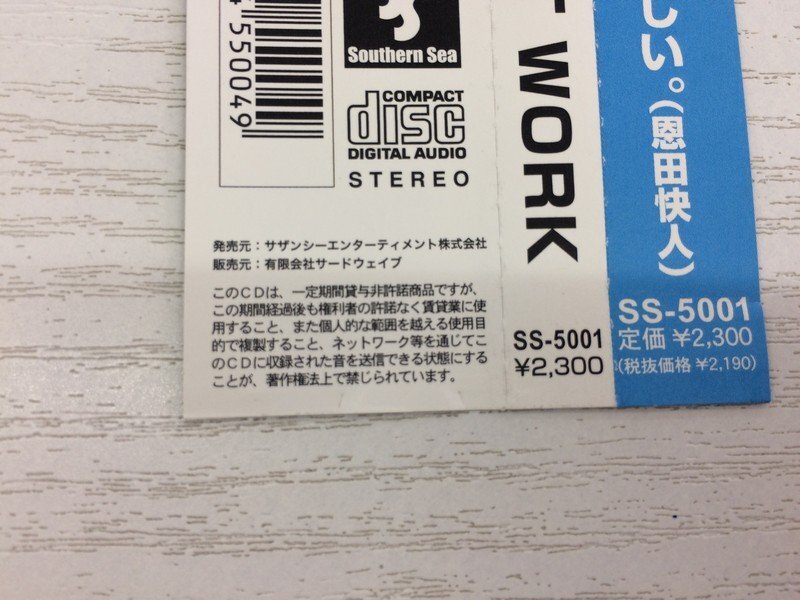 550049
Southern Sea
COMPACT
disc
DIGITAL AUDIO
STEREO
発売元：サザンシーエンターティメント株式会社
販売元：有限会社サードウェイブ
このCDは、一定期間貸与非許諾商品ですが、
この期間経過後も権利者の許諾なく賃貸業に使
用すること、また個人的な範囲を越える使用目
的で複製すること、ネットワーク等を通じてこ
のCDに収録された音を送信できる状態にする
ことが、著作権法上で禁じられています。
WORK
SS-5001
¥2,300
しい。(恩田快人)
SS-5001
定価 ¥2,300
(税抜価格 ¥2,190)